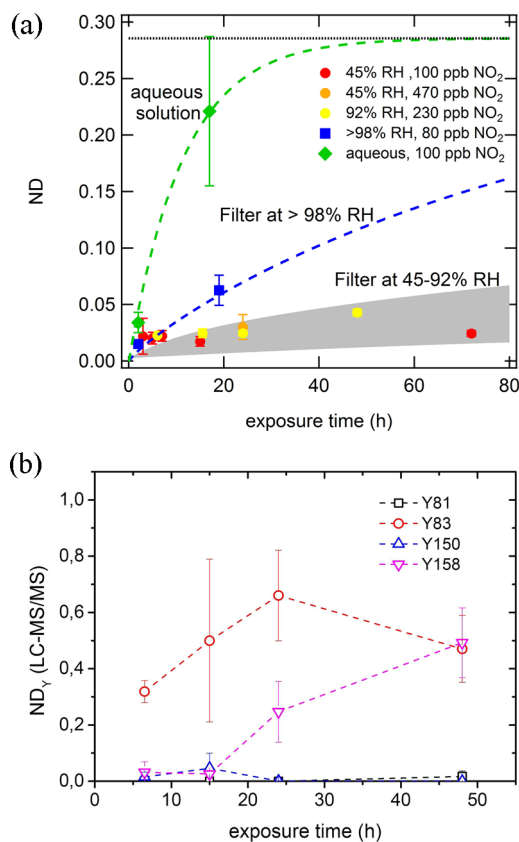 (a)
0.30
0.25
0.20
0.15
0.10
0.05
0.00
ND
aqueous
solution
45% RH ,100 ppb NO₂
45% RH, 470 ppb NO₂
92% RH, 230 ppb NO₂
>98% RH, 80 ppb NO₂
aqueous, 100 ppb NO₂
Filter at > 98% RH
Filter at 45-92% RH
0 20 40 60 80
exposure time (h)
(b)
1,0
0,8
0,6
0,4
0,2
0,0
ND_Y (LC-MS/MS)
Y81
Y83
Y150
Y158
0 10 20 30 40 50
exposure time (h)